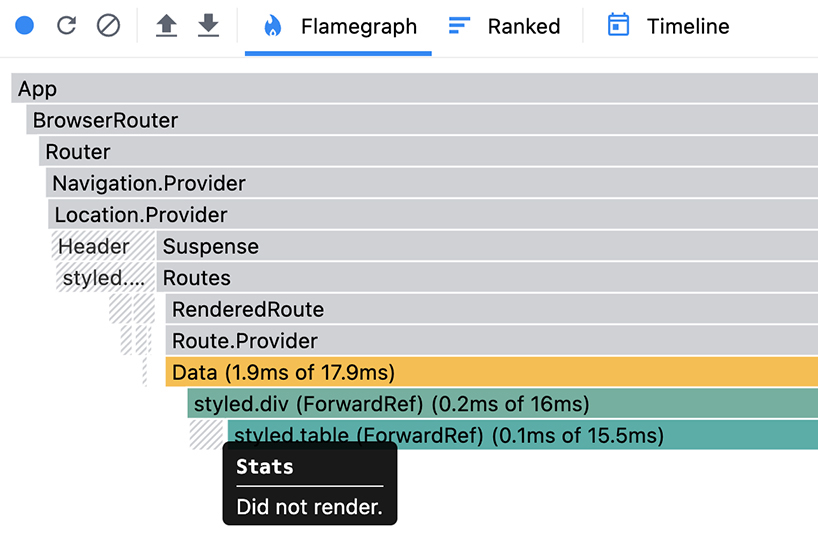 Flamegraph Ranked Timeline
App
BrowserRouter
Router
Navigation.Provider
Location.Provider
Header Suspense
styled.... Routes
RenderedRoute
Route.Provider
Data (1.9ms of 17.9ms)
styled.div (ForwardRef) (0.2ms of 16ms)
styled.table (ForwardRef) (0.1ms of 15.5ms)
Stats
Did not render.